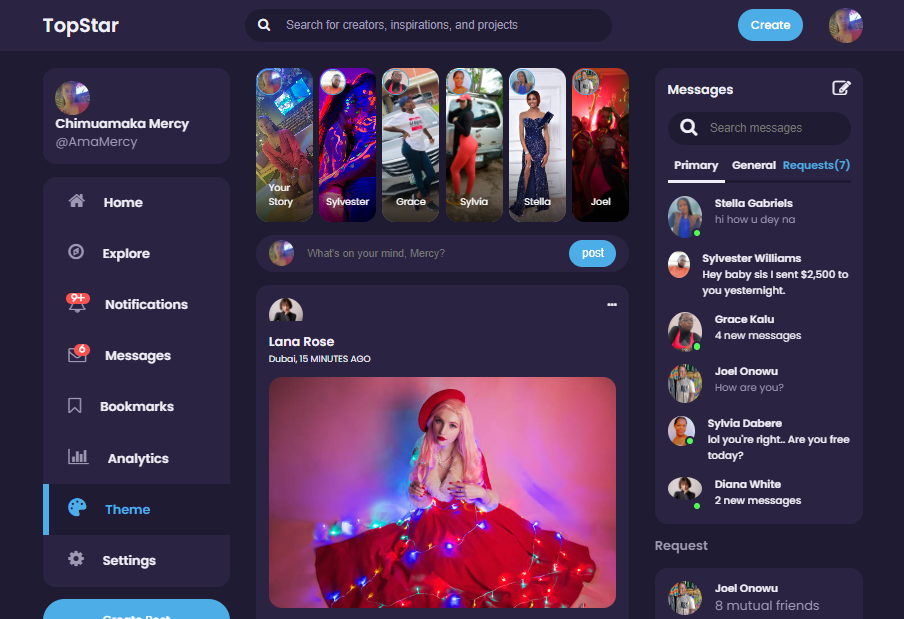 TopStar
Search for creators, inspirations, and projects
Create
Chimuamaka Mercy
@AmaMercy
Home
Explore
9+
Notifications
6
Messages
Bookmarks
Analytics
Theme
Settings
Create Post
Your
Story
Sylvester
Grace
Sylvia
Stella
Joel
What's on your mind, Mercy?
post
Lana Rose
Dubai, 15 MINUTES AGO
Messages
Search messages
Primary General Requests(7)
Stella Gabriels
hi how u dey na
Sylvester Williams
Hey baby sis I sent $2,500 to
you yesternight.
Grace Kalu
4 new messages
Joel Onowu
How are you?
Sylvia Dabere
lol you're right.. Are you free
today?
Diana White
2 new messages
Request
Joel Onowu
8 mutual friends